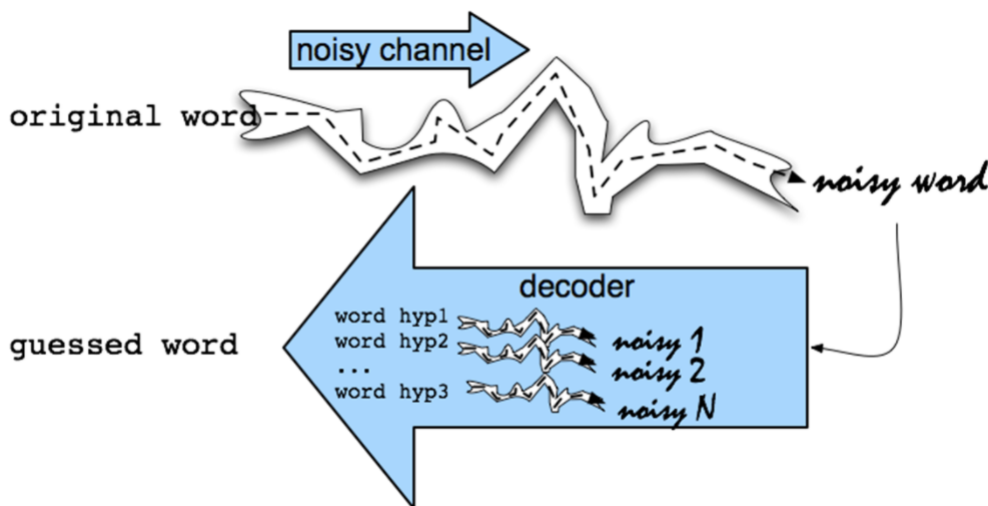 noisy channel
original word
noisy word
decoder
word hyp1 noisy 1
word hyp2 noisy 2
...
word hyp3 noisy N
guessed word